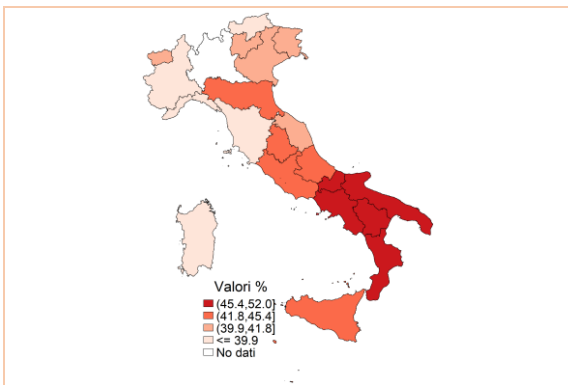 Valori %
(45.4,52.0]
(41.8,45.4]
(39.9,41.8]
<= 39.9
No dati